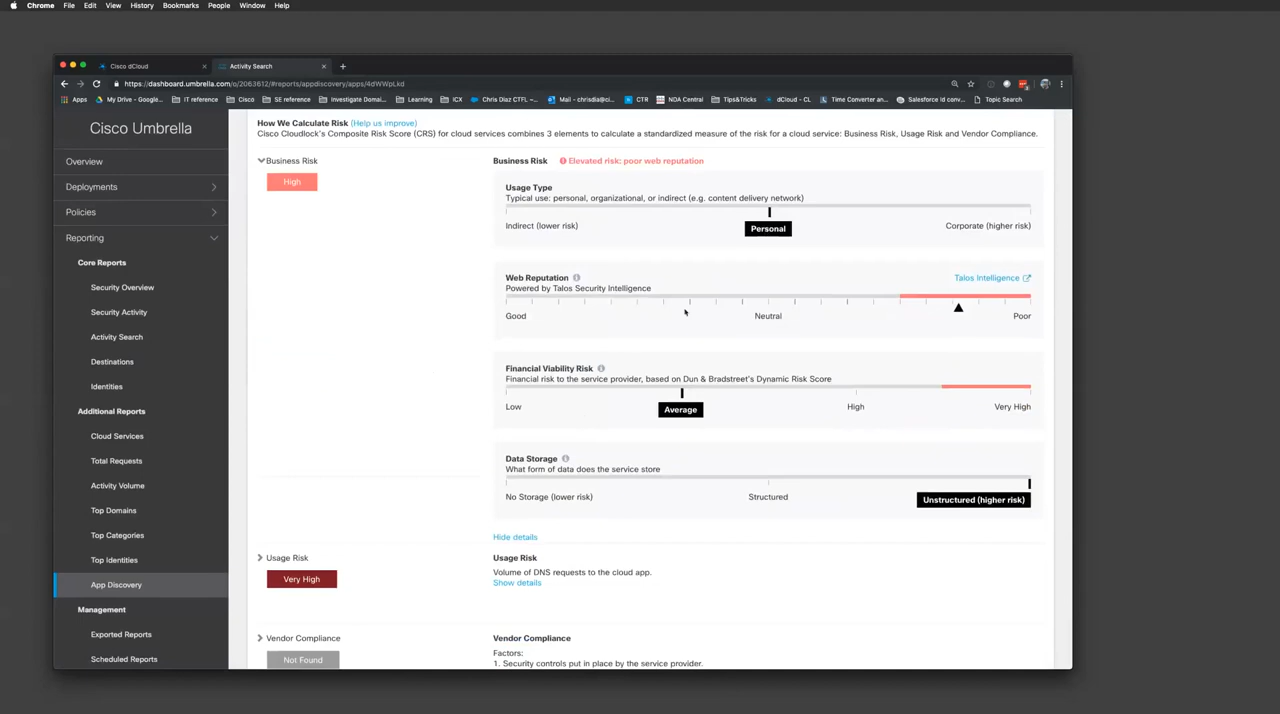 Chrome File Edit View History Bookmarks People Window Help
Cisco dCloud
Activity Search
https://dashboard.umbrella.com/o/2063612/#reports/appdiscovery/apps/4dWWpLkd
Apps
My Drive - Google...
IT reference
Cisco
SE reference
Investigate Domai...
Learning
ICX
Chris Diaz CTFL –...
Mail - chrisdia@ci...
CTR
NDA Central
Tips&Tricks
dCloud - CL
Time Converter an...
Salesforce Id conv...
Topic Search
Cisco Umbrella
Overview
Deployments
Policies
Reporting
Core Reports
Security Overview
Security Activity
Activity Search
Destinations
Identities
Additional Reports
Cloud Services
Total Requests
Activity Volume
Top Domains
Top Categories
Top Identities
App Discovery
Management
Exported Reports
Scheduled Reports
How We Calculate Risk (Help us improve)
Cisco Cloudlock's Composite Risk Score (CRS) for cloud services combines 3 elements to calculate a standardized measure of the risk for a cloud service: Business Risk, Usage Risk and Vendor Compliance.
Business Risk
High
Business Risk Elevated risk: poor web reputation
Usage Type
Typical use: personal, organizational, or indirect (e.g. content delivery network)
Indirect (lower risk) Personal Corporate (higher risk)
Web Reputation Talos Intelligence
Powered by Talos Security Intelligence
Good Neutral Poor
Financial Viability Risk
Financial risk to the service provider, based on Dun & Bradstreet's Dynamic Risk Score
Low Average High Very High
Data Storage
What form of data does the service store
No Storage (lower risk) Structured Unstructured (higher risk)
Hide details
Usage Risk
Very High
Usage Risk
Volume of DNS requests to the cloud app.
Show details
Vendor Compliance
Not Found
Vendor Compliance
Factors:
1. Security controls put in place by the service provider.